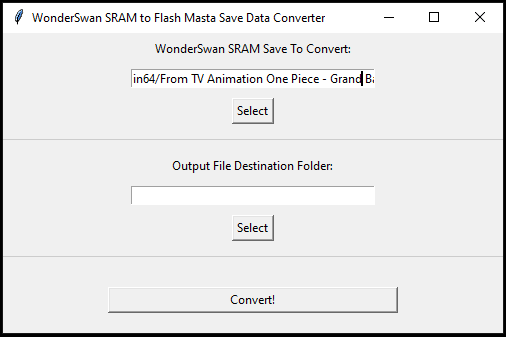 WonderSwan SRAM to Flash Masta Save Data Converter
WonderSwan SRAM Save To Convert:
in64/From TV Animation One Piece - Grand Ba
Select
Output File Destination Folder:
Select
Convert!